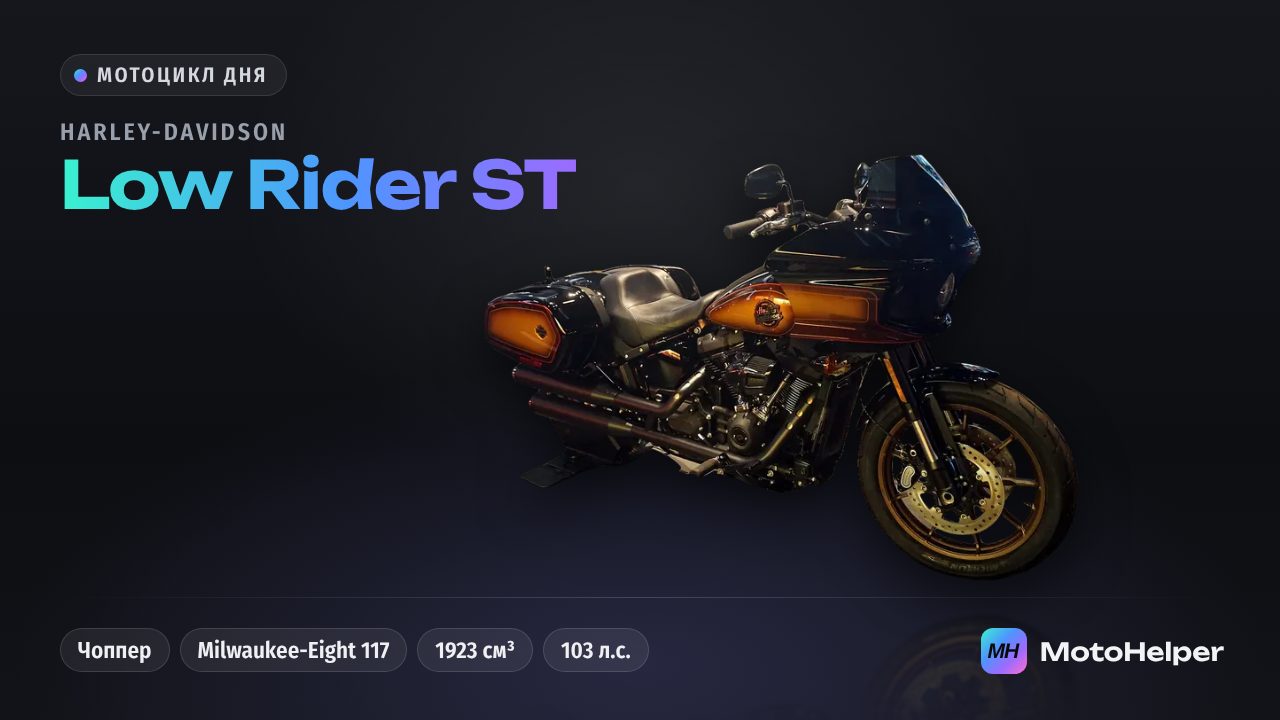 МОТОЦИКЛ ДНЯ
HARLEY-DAVIDSON
Low Rider ST
Чоппер
Milwaukee-Eight 117
1923 см³
103 л.с.
MH
MotoHelper